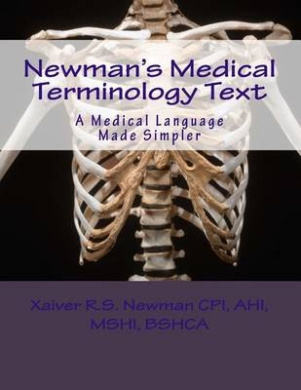 Newman's Medical
Terminology Text
A Medical Language
Made Simpler
Xaiver R.S. Newman CPI, AHI,
MSHI, BSHCA